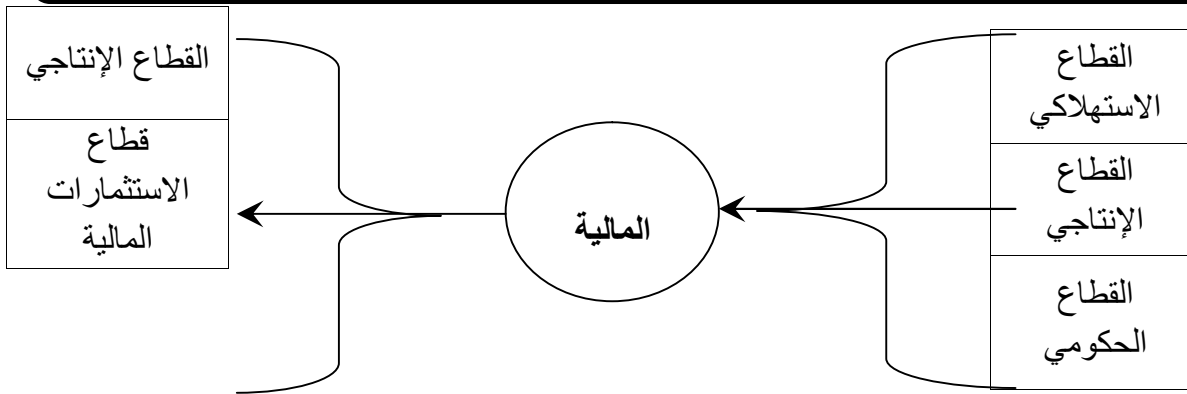 القطاع
الاستهلاكي
القطاع
الإنتاجي
القطاع
الحكومي
المالية
القطاع الإنتاجي
قطاع
الاستثمارات
المالية